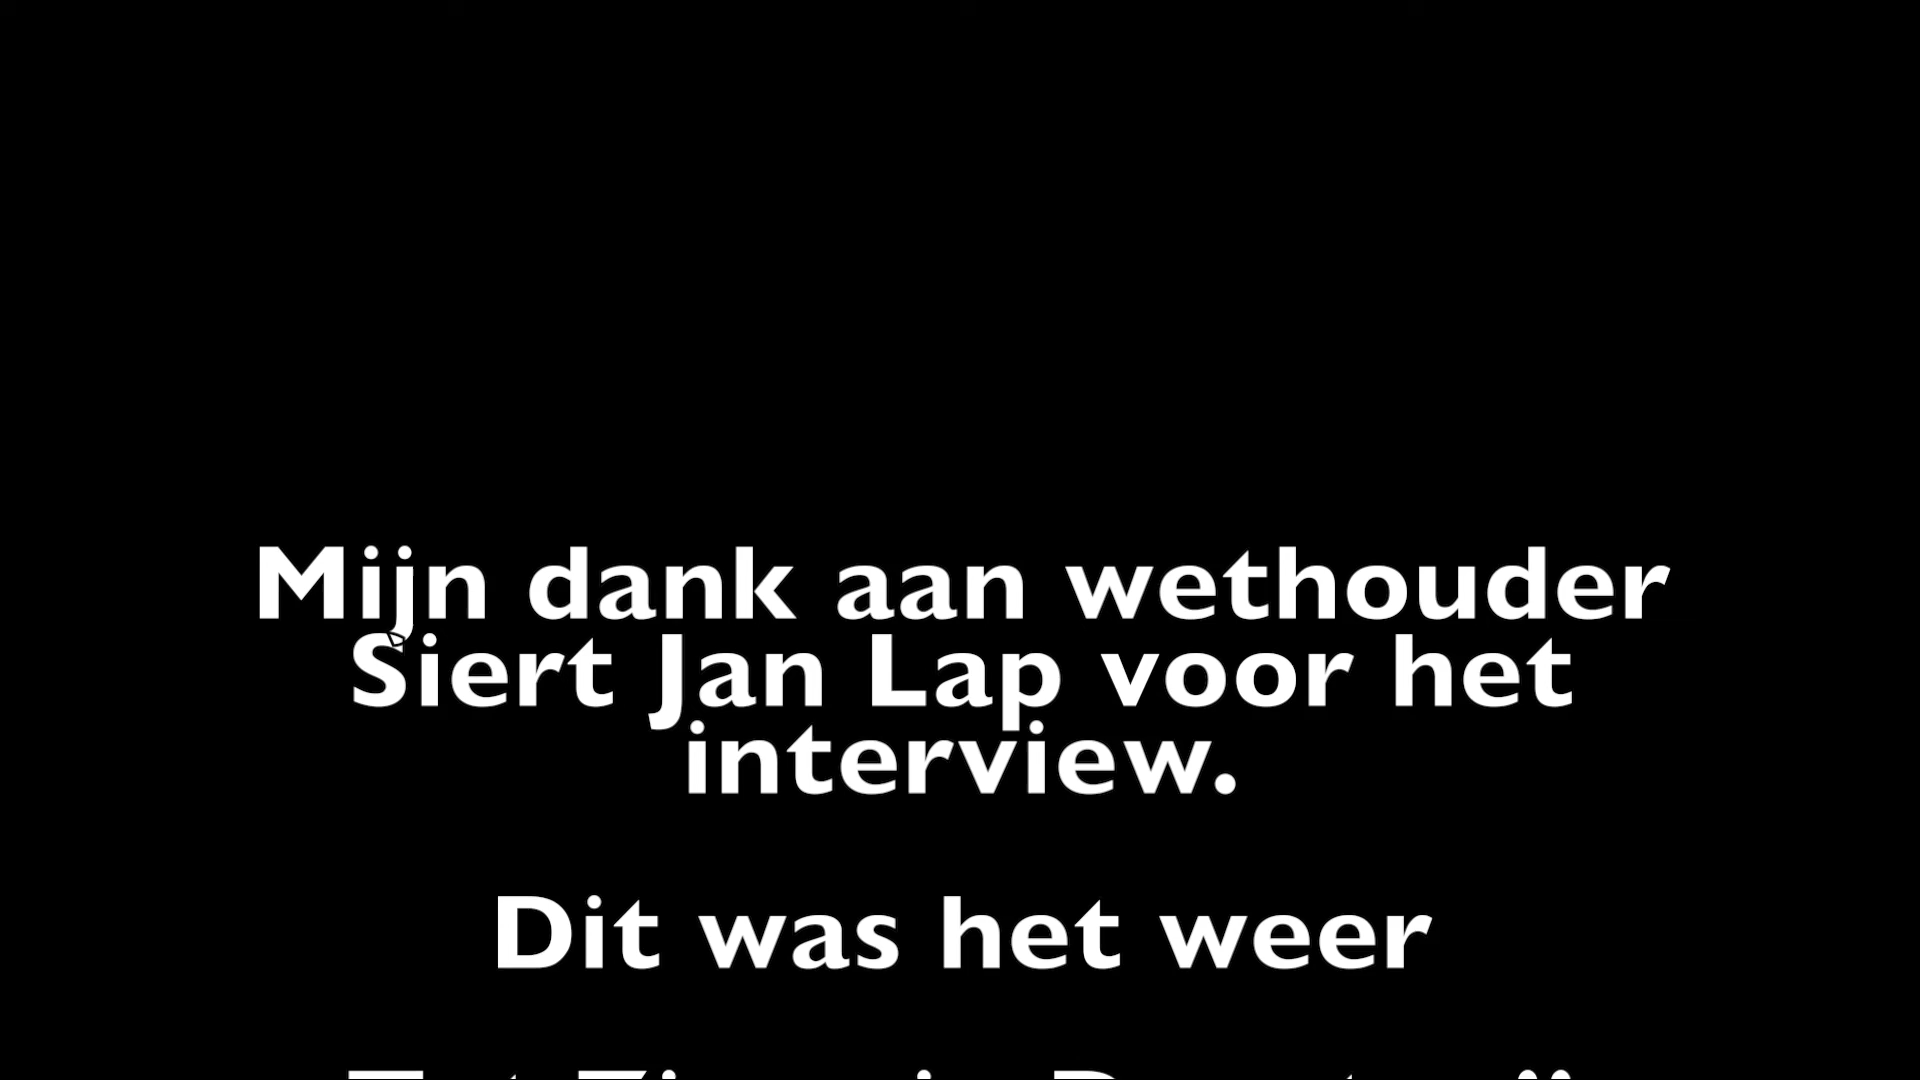 Mijn dank aan wethouder
Siert Jan Lap voor het
interview.
Dit was het weer